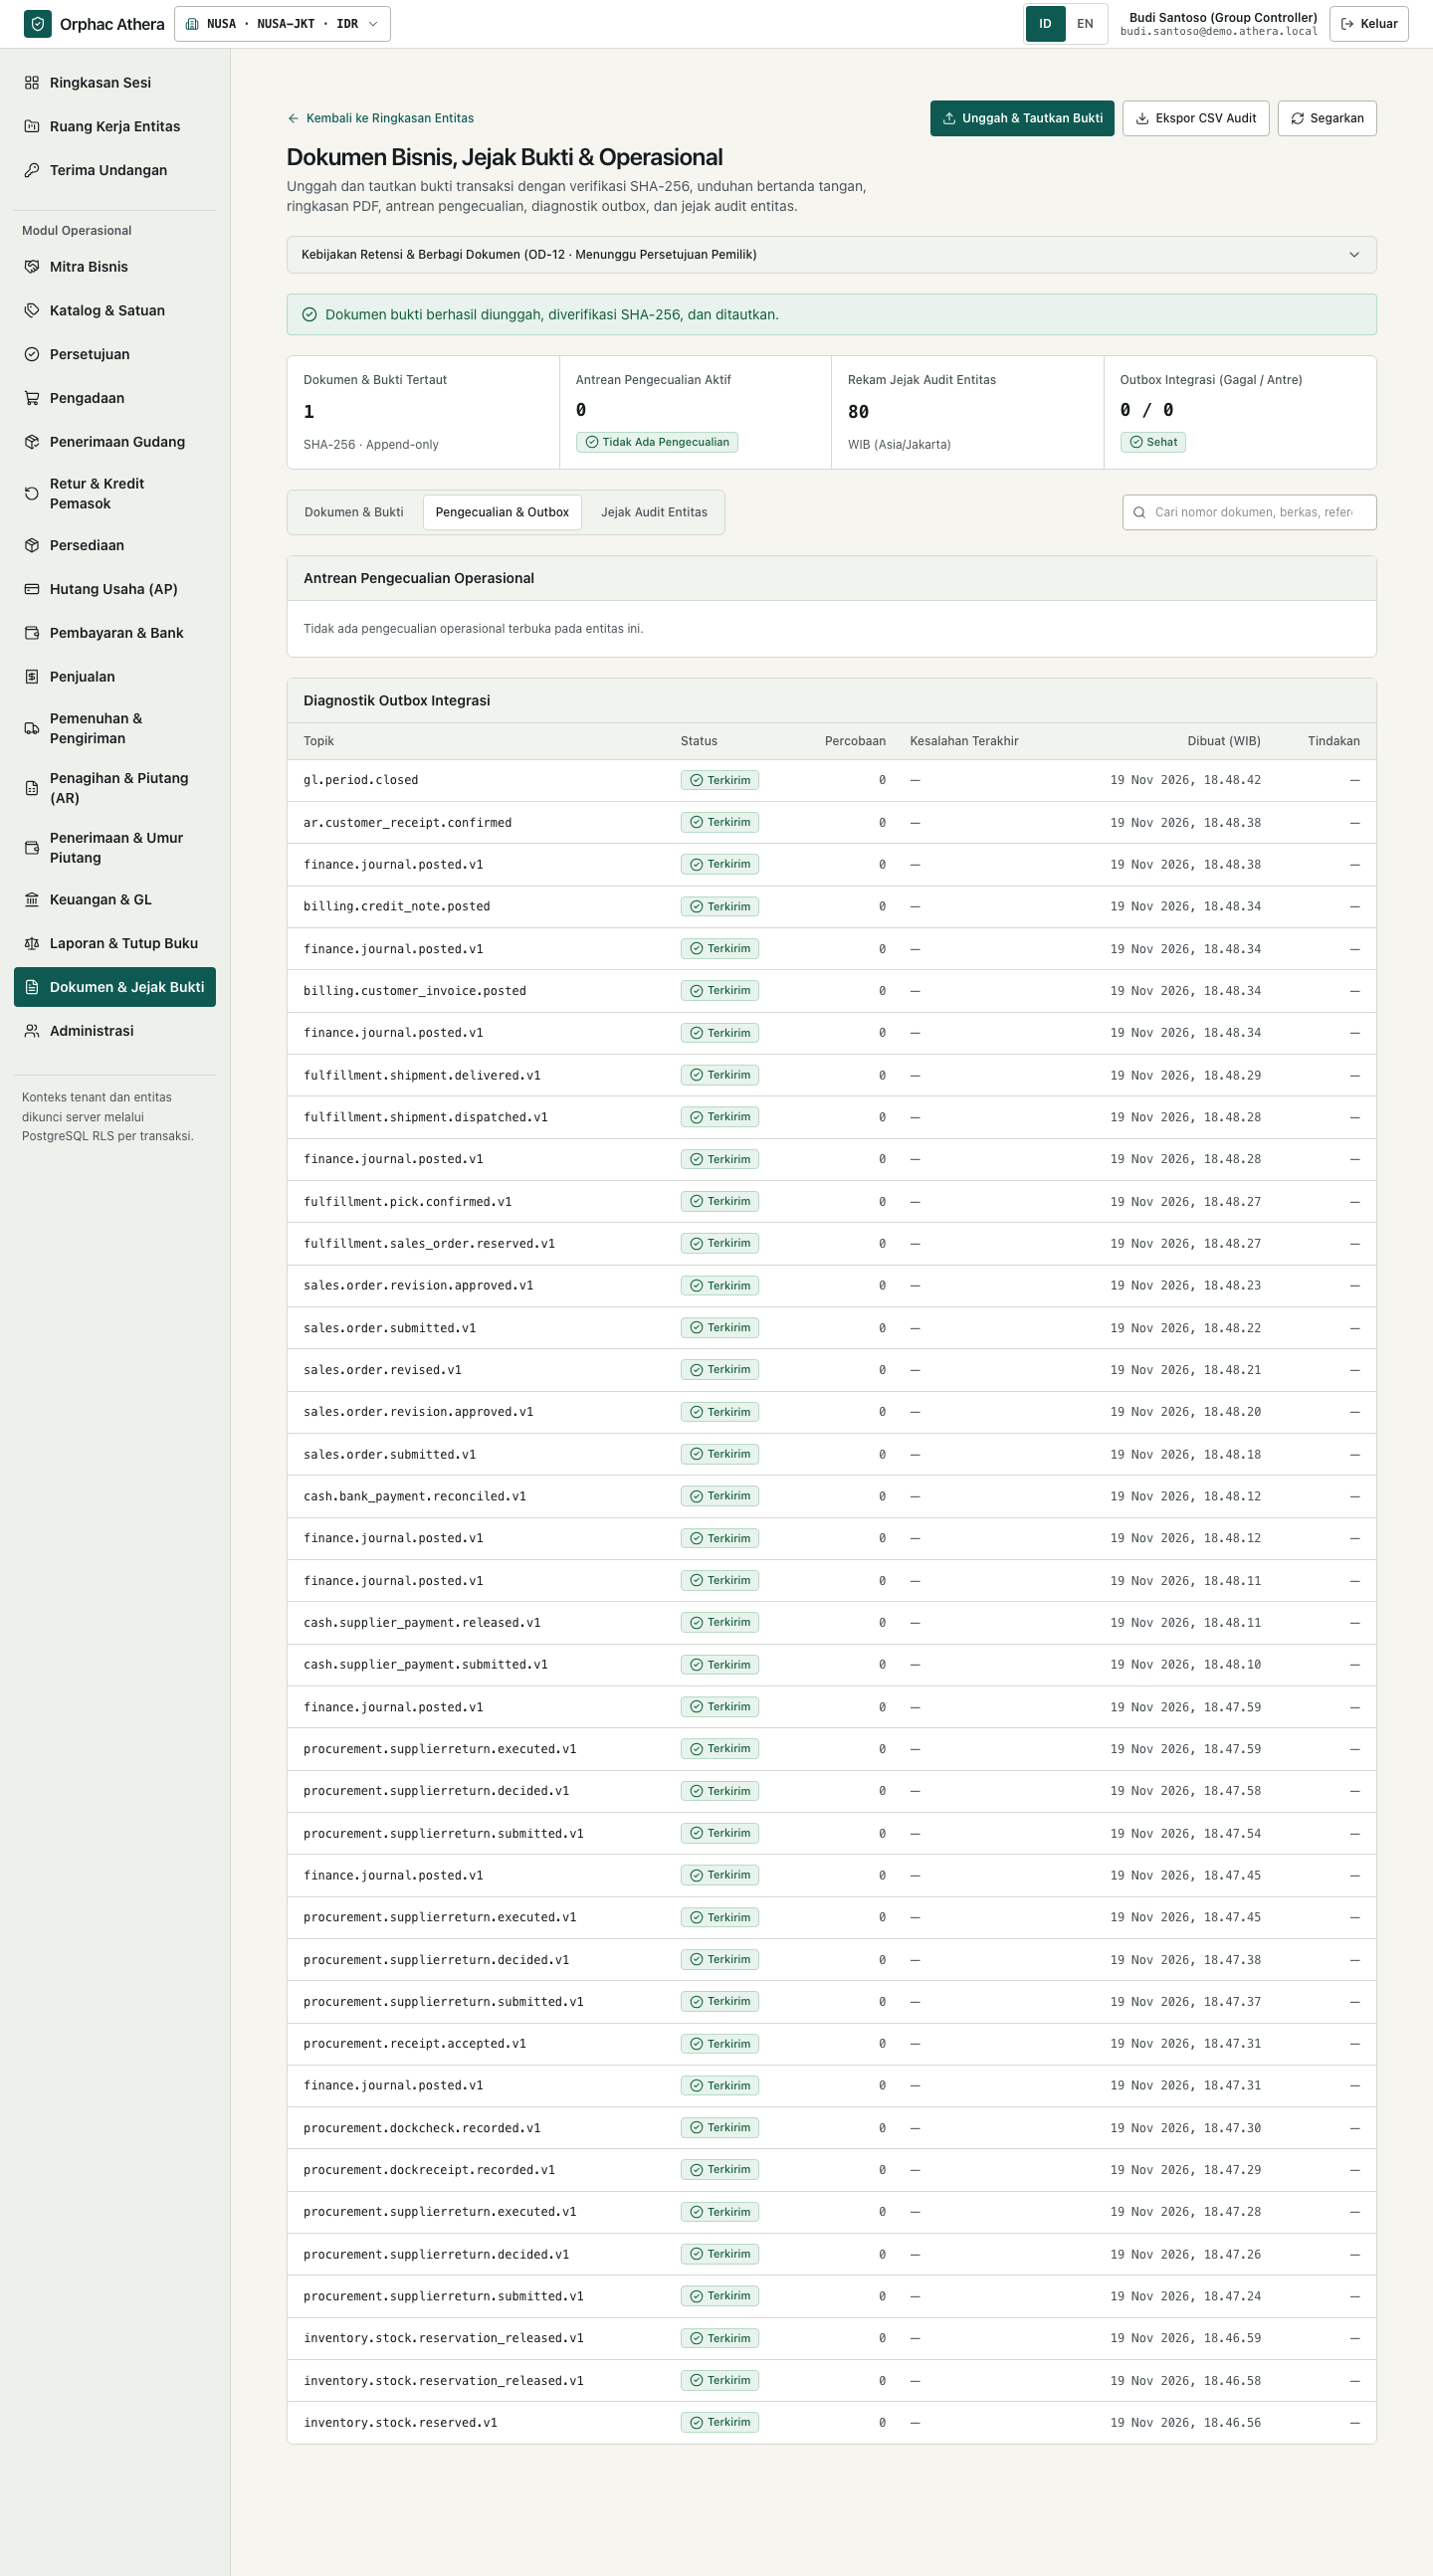 Orphac Athera
NUSA · NUSA-JKT · IDR
ID
EN
Budi Santoso (Group Controller)
budi.santoso@demo.athera.local
Keluar
Ringkasan Sesi
Ruang Kerja Entitas
Terima Undangan
Modul Operasional
Mitra Bisnis
Katalog & Satuan
Persetujuan
Pengadaan
Penerimaan Gudang
Retur & Kredit
Pemasok
Persediaan
Hutang Usaha (AP)
Pembayaran & Bank
Penjualan
Pemenuhan &
Pengiriman
Penagihan & Piutang
(AR)
Penerimaan & Umur
Piutang
Keuangan & GL
Laporan & Tutup Buku
Dokumen & Jejak Bukti
Administrasi
Konteks tenant dan entitas
dikunci server melalui
PostgreSQL RLS per transaksi.
Kembali ke Ringkasan Entitas
Unggah & Tautkan Bukti
Ekspor CSV Audit
Segarkan
Dokumen Bisnis, Jejak Bukti & Operasional
Unggah dan tautkan bukti transaksi dengan verifikasi SHA-256, unduhan bertanda tangan,
ringkasan PDF, antrean pengecualian, diagnostik outbox, dan jejak audit entitas.
Kebijakan Retensi & Berbagi Dokumen (OD-12 · Menunggu Persetujuan Pemilik)
Dokumen bukti berhasil diunggah, diverifikasi SHA-256, dan ditautkan.
Dokumen & Bukti Tertaut
1
SHA-256 · Append-only
Antrean Pengecualian Aktif
0
Tidak Ada Pengecualian
Rekam Jejak Audit Entitas
80
WIB (Asia/Jakarta)
Outbox Integrasi (Gagal / Antre)
0 / 0
Sehat
Dokumen & Bukti
Pengecualian & Outbox
Jejak Audit Entitas
Cari nomor dokumen, berkas, refere
Antrean Pengecualian Operasional
Tidak ada pengecualian operasional terbuka pada entitas ini.
Diagnostik Outbox Integrasi
Topik Status Percobaan Kesalahan Terakhir Dibuat (WIB) Tindakan
gl.period.closed Terkirim 0 — 19 Nov 2026, 18.48.42 —
ar.customer_receipt.confirmed Terkirim 0 — 19 Nov 2026, 18.48.38 —
finance.journal.posted.v1 Terkirim 0 — 19 Nov 2026, 18.48.38 —
billing.credit_note.posted Terkirim 0 — 19 Nov 2026, 18.48.34 —
finance.journal.posted.v1 Terkirim 0 — 19 Nov 2026, 18.48.34 —
billing.customer_invoice.posted Terkirim 0 — 19 Nov 2026, 18.48.34 —
finance.journal.posted.v1 Terkirim 0 — 19 Nov 2026, 18.48.34 —
fulfillment.shipment.delivered.v1 Terkirim 0 — 19 Nov 2026, 18.48.29 —
fulfillment.shipment.dispatched.v1 Terkirim 0 — 19 Nov 2026, 18.48.28 —
finance.journal.posted.v1 Terkirim 0 — 19 Nov 2026, 18.48.28 —
fulfillment.pick.confirmed.v1 Terkirim 0 — 19 Nov 2026, 18.48.27 —
fulfillment.sales_order.reserved.v1 Terkirim 0 — 19 Nov 2026, 18.48.27 —
sales.order.revision.approved.v1 Terkirim 0 — 19 Nov 2026, 18.48.23 —
sales.order.submitted.v1 Terkirim 0 — 19 Nov 2026, 18.48.22 —
sales.order.revised.v1 Terkirim 0 — 19 Nov 2026, 18.48.21 —
sales.order.revision.approved.v1 Terkirim 0 — 19 Nov 2026, 18.48.20 —
sales.order.submitted.v1 Terkirim 0 — 19 Nov 2026, 18.48.18 —
cash.bank_payment.reconciled.v1 Terkirim 0 — 19 Nov 2026, 18.48.12 —
finance.journal.posted.v1 Terkirim 0 — 19 Nov 2026, 18.48.12 —
finance.journal.posted.v1 Terkirim 0 — 19 Nov 2026, 18.48.11 —
cash.supplier_payment.released.v1 Terkirim 0 — 19 Nov 2026, 18.48.11 —
cash.supplier_payment.submitted.v1 Terkirim 0 — 19 Nov 2026, 18.48.10 —
finance.journal.posted.v1 Terkirim 0 — 19 Nov 2026, 18.47.59 —
procurement.supplierreturn.executed.v1 Terkirim 0 — 19 Nov 2026, 18.47.59 —
procurement.supplierreturn.decided.v1 Terkirim 0 — 19 Nov 2026, 18.47.58 —
procurement.supplierreturn.submitted.v1 Terkirim 0 — 19 Nov 2026, 18.47.54 —
finance.journal.posted.v1 Terkirim 0 — 19 Nov 2026, 18.47.45 —
procurement.supplierreturn.executed.v1 Terkirim 0 — 19 Nov 2026, 18.47.45 —
procurement.supplierreturn.decided.v1 Terkirim 0 — 19 Nov 2026, 18.47.38 —
procurement.supplierreturn.submitted.v1 Terkirim 0 — 19 Nov 2026, 18.47.37 —
procurement.receipt.accepted.v1 Terkirim 0 — 19 Nov 2026, 18.47.31 —
finance.journal.posted.v1 Terkirim 0 — 19 Nov 2026, 18.47.31 —
procurement.dockcheck.recorded.v1 Terkirim 0 — 19 Nov 2026, 18.47.30 —
procurement.dockreceipt.recorded.v1 Terkirim 0 — 19 Nov 2026, 18.47.29 —
procurement.supplierreturn.executed.v1 Terkirim 0 — 19 Nov 2026, 18.47.28 —
procurement.supplierreturn.decided.v1 Terkirim 0 — 19 Nov 2026, 18.47.26 —
procurement.supplierreturn.submitted.v1 Terkirim 0 — 19 Nov 2026, 18.47.24 —
inventory.stock.reservation_released.v1 Terkirim 0 — 19 Nov 2026, 18.46.59 —
inventory.stock.reservation_released.v1 Terkirim 0 — 19 Nov 2026, 18.46.58 —
inventory.stock.reserved.v1 Terkirim 0 — 19 Nov 2026, 18.46.56 —